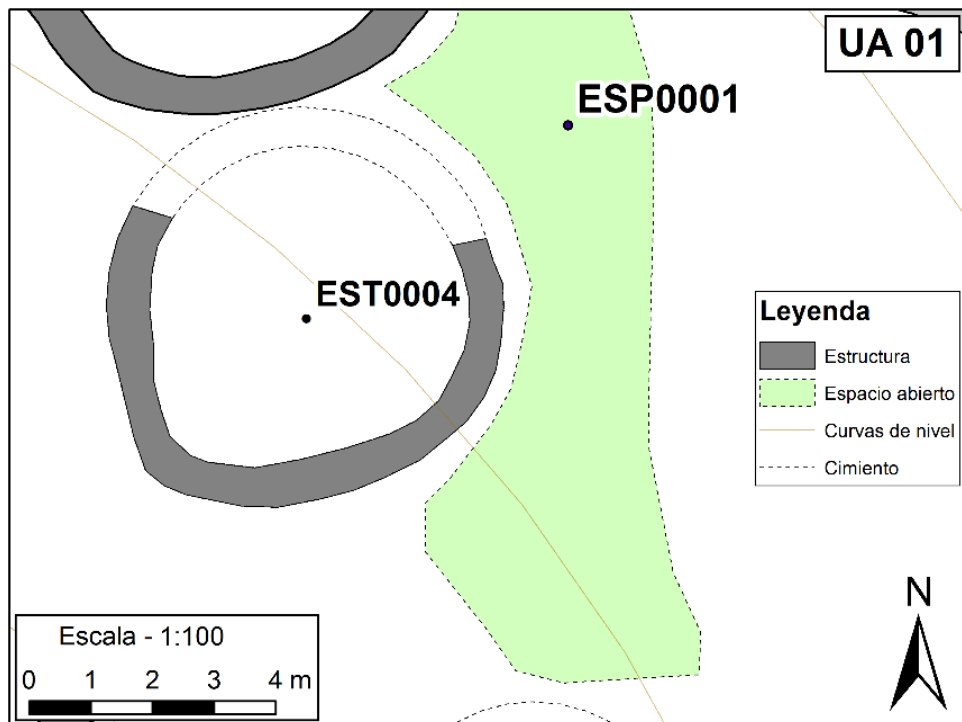 UA 01
ESP0001
EST0004
Leyenda
Estructura
Espacio abierto
Curvas de nivel
Cimiento
Escala - 1:100
0 1 2 3 4 m
N